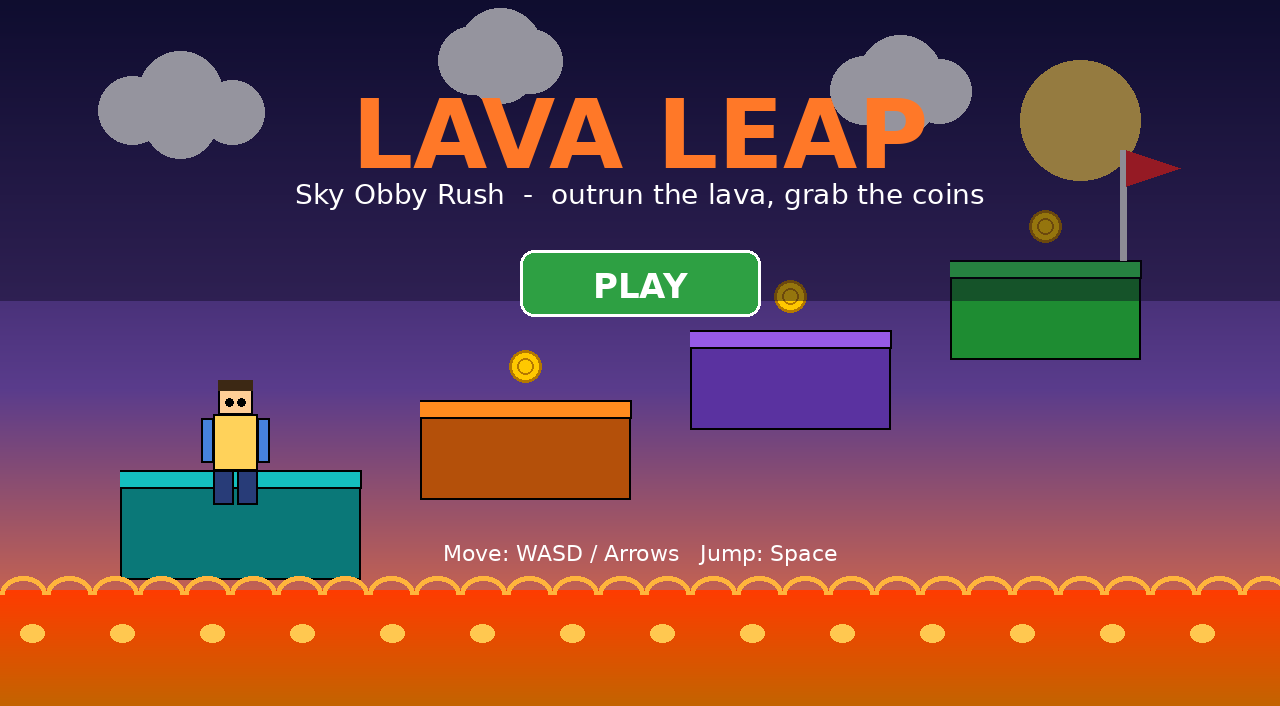 LAVA LEAP
Sky Obby Rush  -  outrun the lava, grab the coins
PLAY
Move: WASD / Arrows   Jump: Space